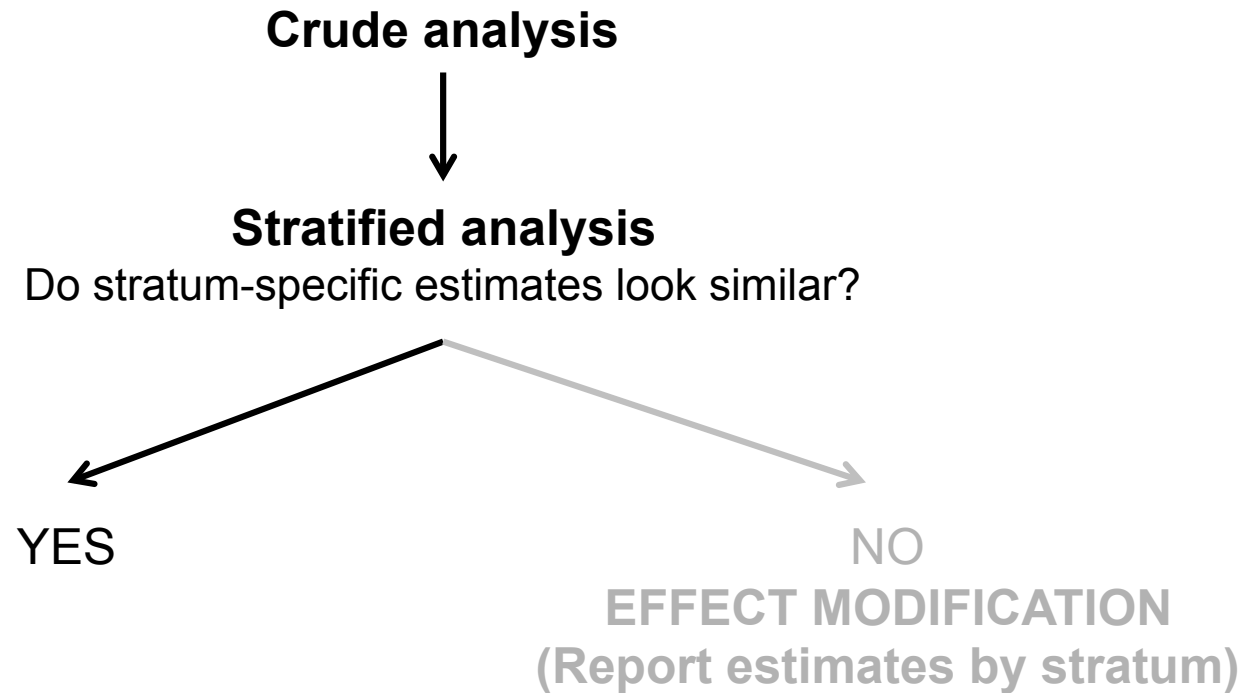 Crude analysis
Stratified analysis
Do stratum-specific estimates look similar?
YES
NO
EFFECT MODIFICATION
(Report estimates by stratum)